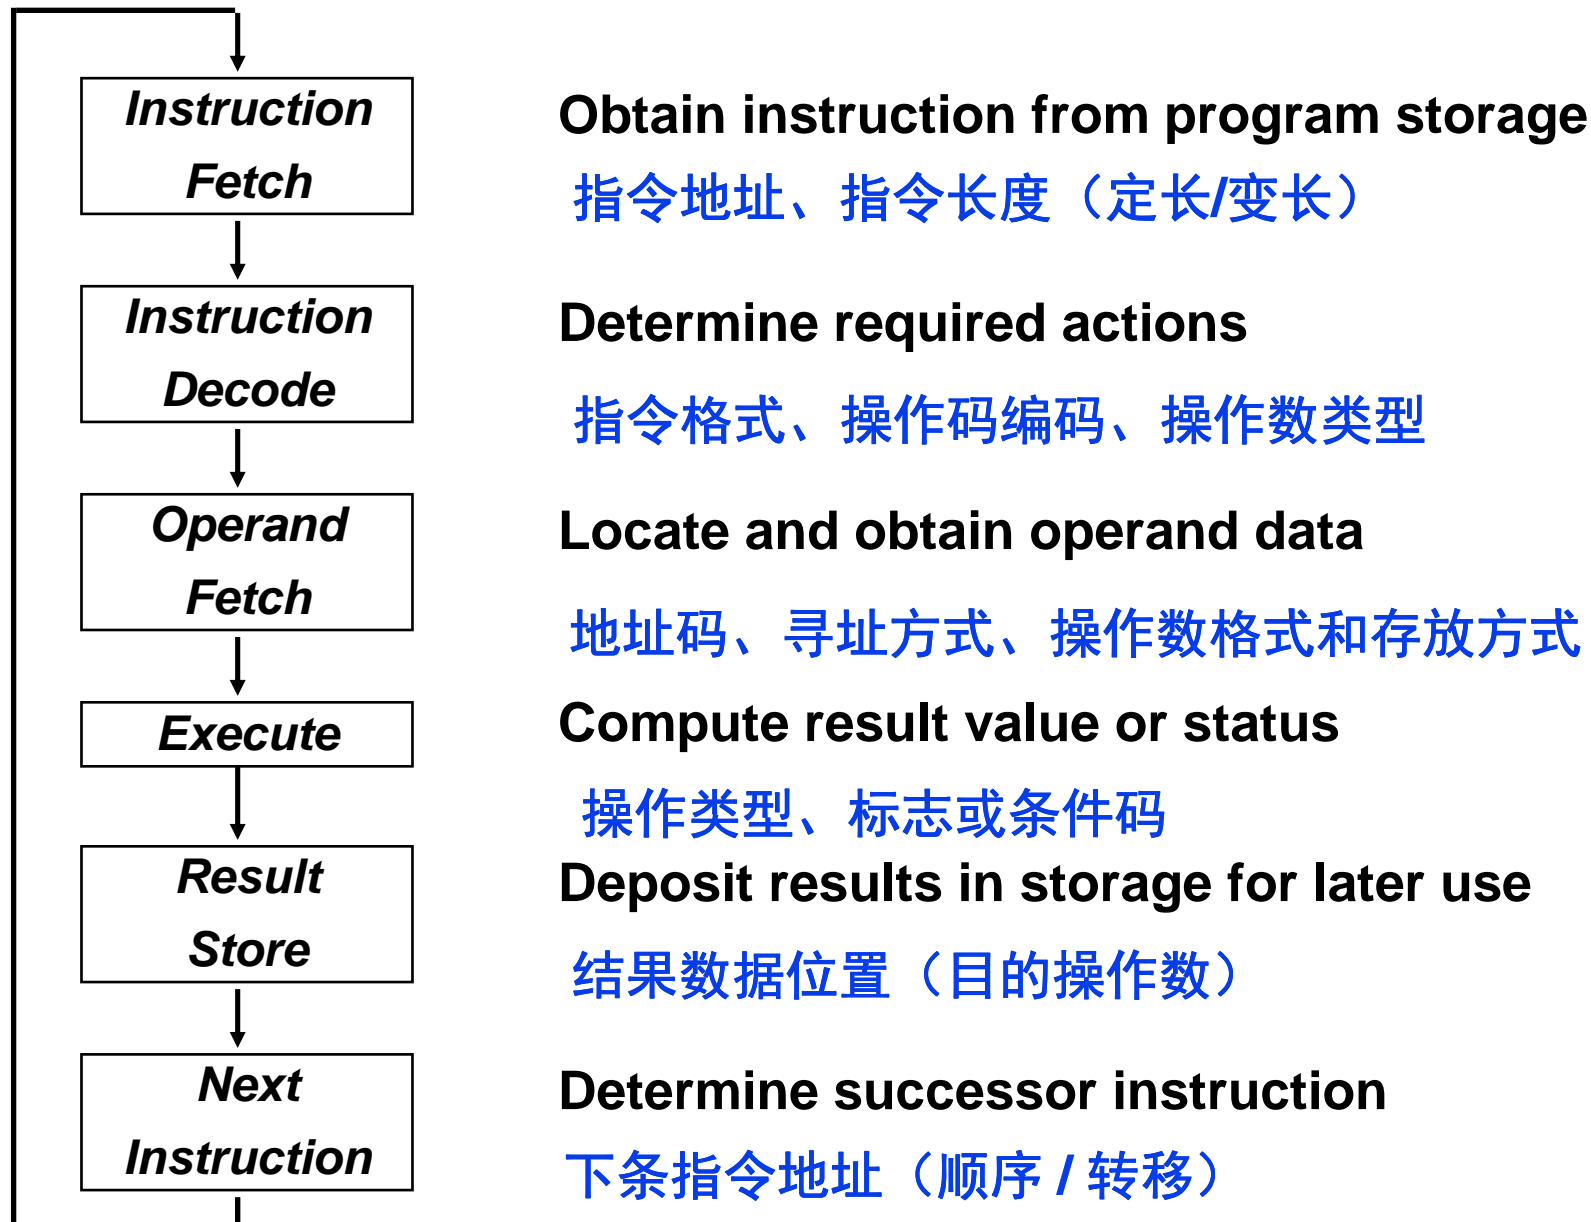 Instruction
Fetch
Obtain instruction from program storage
指令地址、指令长度（定长/变长）
Instruction
Decode
Determine required actions
指令格式、操作码编码、操作数类型
Operand
Fetch
Locate and obtain operand data
地址码、寻址方式、操作数格式和存放方式
Execute
Compute result value or status
操作类型、标志或条件码
Result
Store
Deposit results in storage for later use
结果数据位置（目的操作数）
Next
Instruction
Determine successor instruction
下条指令地址（顺序 / 转移）